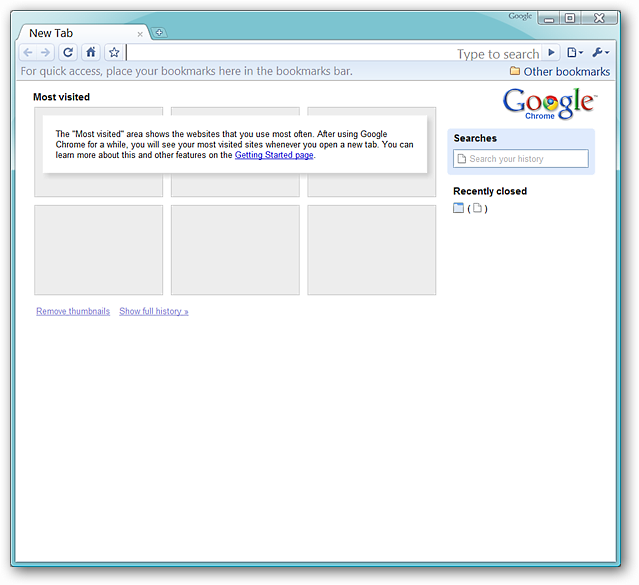 Google
New Tab
Type to search
For quick access, place your bookmarks here in the bookmarks bar.
Other bookmarks
Most visited
Google™
Chrome
The "Most visited" area shows the websites that you use most often. After using Google
Chrome for a while, you will see your most visited sites whenever you open a new tab. You can
learn more about this and other features on the Getting Started page.
Searches
Search your history
Recently closed
( )
Remove thumbnails
Show full history »